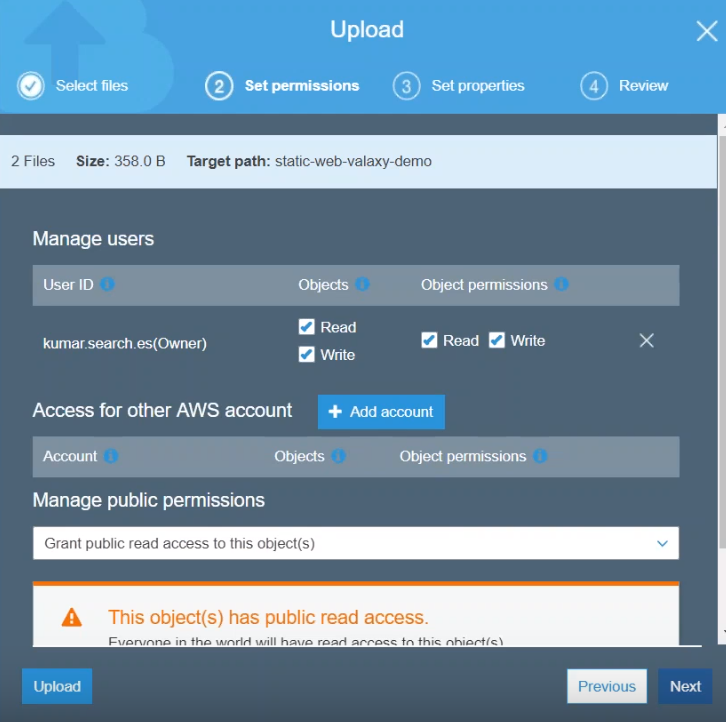 Upload
Select files
2 Set permissions
3 Set properties
4 Review
2 Files Size: 358.0 B Target path: static-web-valaxy-demo
Manage users
User ID Objects Object permissions
kumar.search.es(Owner) Read Write Read Write
Access for other AWS account + Add account
Account Objects Object permissions
Manage public permissions
Grant public read access to this object(s)
This object(s) has public read access.
Everyone in the world will have read access to this object(s)
Upload Previous Next